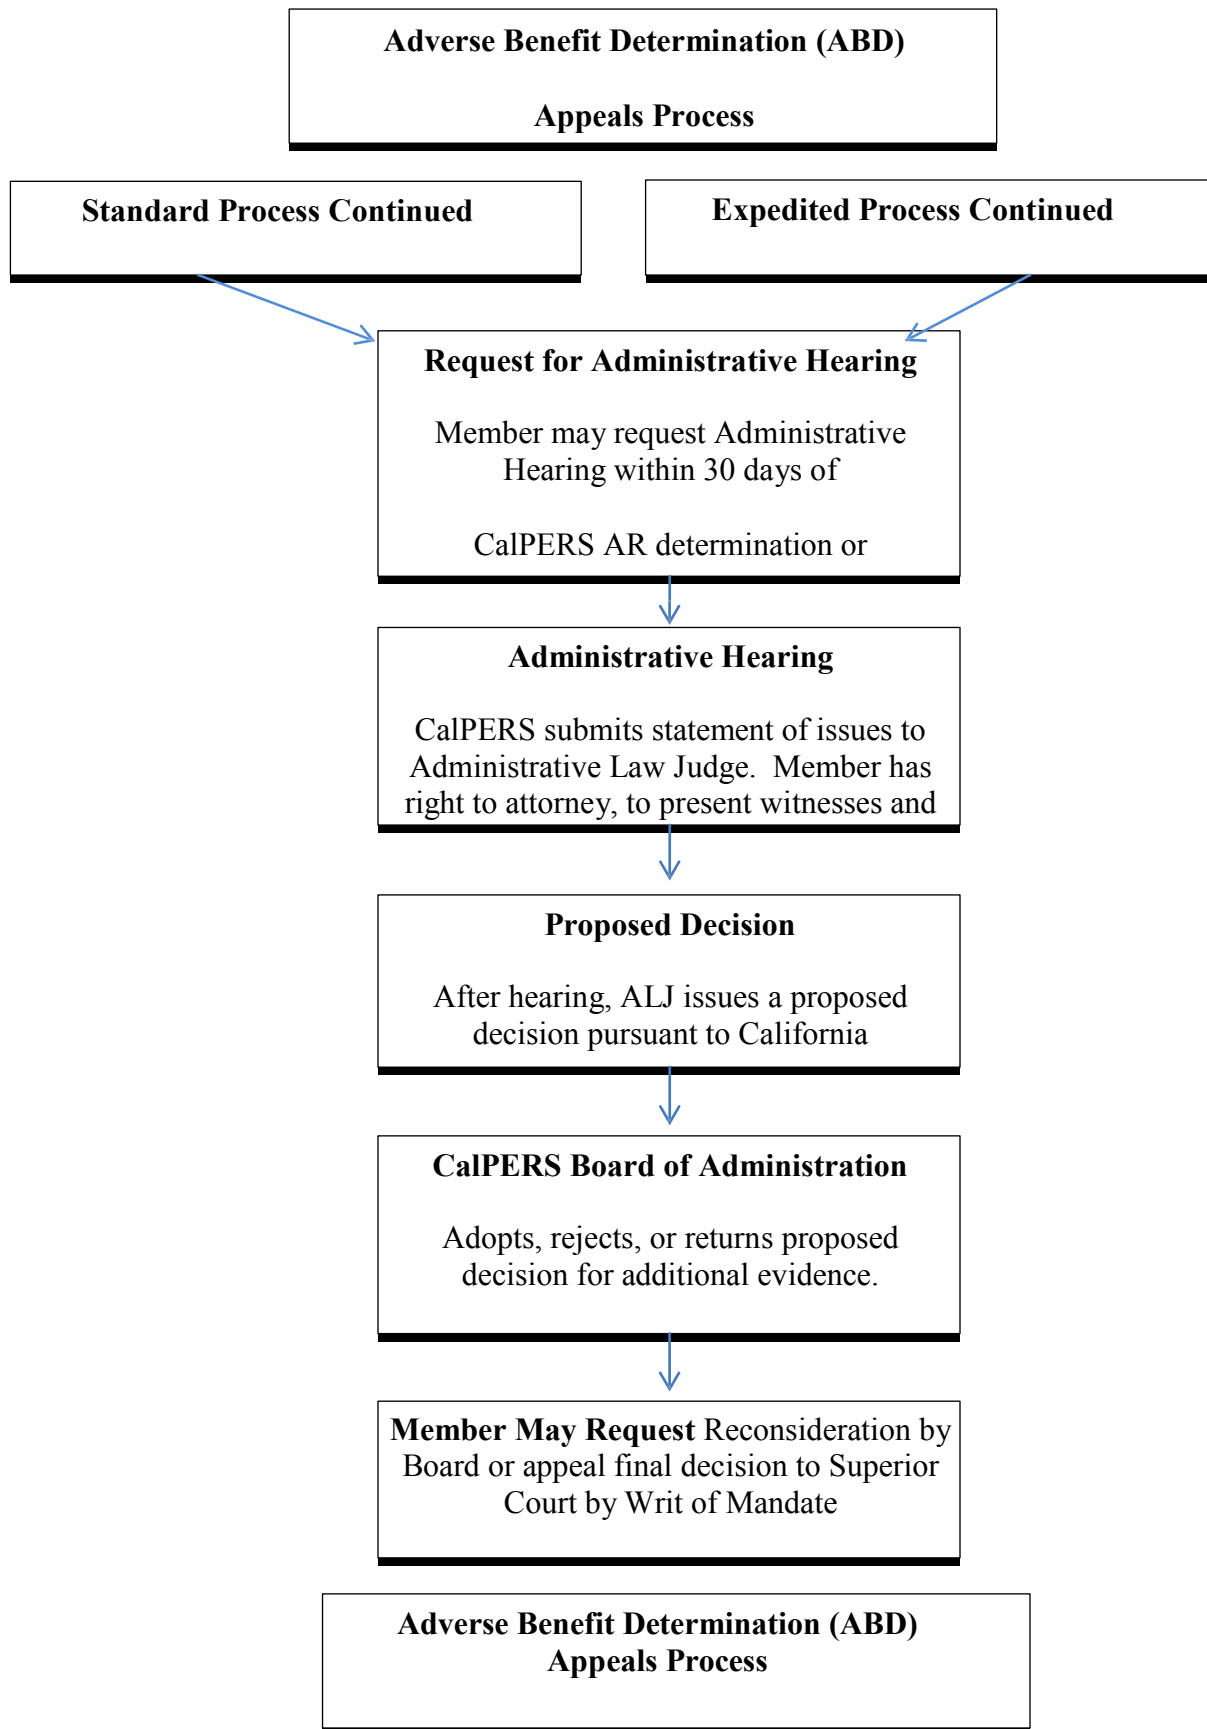 Adverse Benefit Determination (ABD)
Appeals Process
Standard Process Continued
Expedited Process Continued
Request for Administrative Hearing
Member may request Administrative
Hearing within 30 days of
CalPERS AR determination or
Administrative Hearing
CalPERS submits statement of issues to
Administrative Law Judge.  Member has
right to attorney, to present witnesses and
Proposed Decision
After hearing, ALJ issues a proposed
decision pursuant to California
CalPERS Board of Administration
Adopts, rejects, or returns proposed
decision for additional evidence.
Member May Request Reconsideration by
Board or appeal final decision to Superior
Court by Writ of Mandate
Adverse Benefit Determination (ABD)
Appeals Process